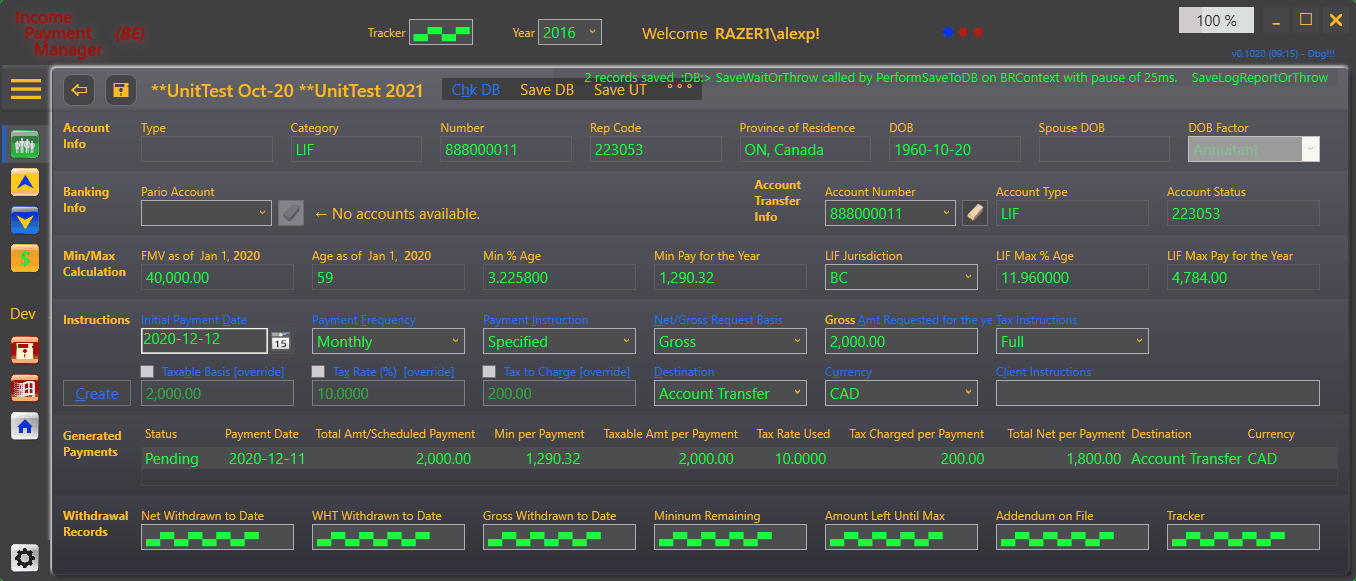 Income
Payment (BE)
Manager
Tracker Year 2016 Welcome RAZER1\alexp! 100 %
v0.1020 (09:15) - Dbg!!!
2 records saved :DB:> SaveWaitOrThrow called by PerformSaveToDB on BRContext with pause of 25ms. SaveLogReportOrThrow
**UnitTest Oct-20 **UnitTest 2021 Chk DB Save DB Save UT
Account Info
Type Category Number Rep Code Province of Residence DOB Spouse DOB DOB Factor
LIF 888000011 223053 ON, Canada 1960-10-20 Annuitant
Banking Info
Pario Account
← No accounts available.
Account Transfer Info
Account Number Account Type Account Status
888000011 LIF 223053
Min/Max Calculation
FMV as of Jan 1, 2020 Age as of Jan 1, 2020 Min % Age Min Pay for the Year LIF Jurisdiction LIF Max % Age LIF Max Pay for the Year
40,000.00 59 3.225800 1,290.32 BC 11.960000 4,784.00
Dev
Instructions
Initial Payment Date Payment Frequency Payment Instruction Net/Gross Request Basis Gross Amt Requested for the ye Tax Instructions
2020-12-12 15 Monthly Specified Gross 2,000.00 Full
Taxable Basis [override] Tax Rate (%) [override] Tax to Charge [override] Destination Currency Client Instructions
Create 2,000.00 10.0000 200.00 Account Transfer CAD
Generated Payments
Status Payment Date Total Amt/Scheduled Payment Min per Payment Taxable Amt per Payment Tax Rate Used Tax Charged per Payment Total Net per Payment Destination Currency
Pending 2020-12-11 2,000.00 1,290.32 2,000.00 10.0000 200.00 1,800.00 Account Transfer CAD
Withdrawal Records
Net Withdrawn to Date WHT Withdrawn to Date Gross Withdrawn to Date Mininum Remaining Amount Left Until Max Addendum on File Tracker